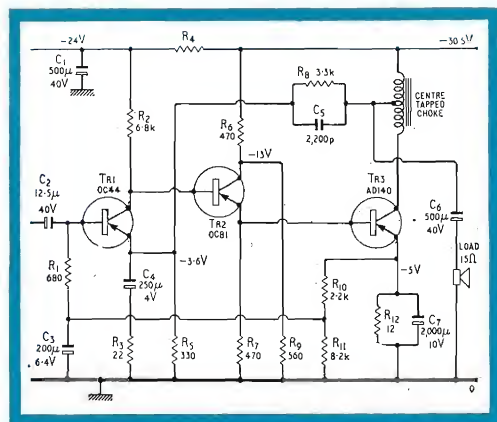 -24V
R4
-30.5V
C1
500μ
40V
R2
6.8k
R8 3.3k
C5
2,200p
CENTRE
TAPPED
CHOKE
R6
470
-13V
C2
12.5μ
40V
TR1
OC44
TR2
OC81
TR3
AD140
C6
500μ
40V
-3.6V
C4
250μ
4V
R1
680
R10
2.2k
-5V
LOAD
15Ω
C3
200μ
6.4V
R3
22
R5
330
R7
470
R9
560
R11
8.2k
R12
12
C7
2,000μ
10V
0